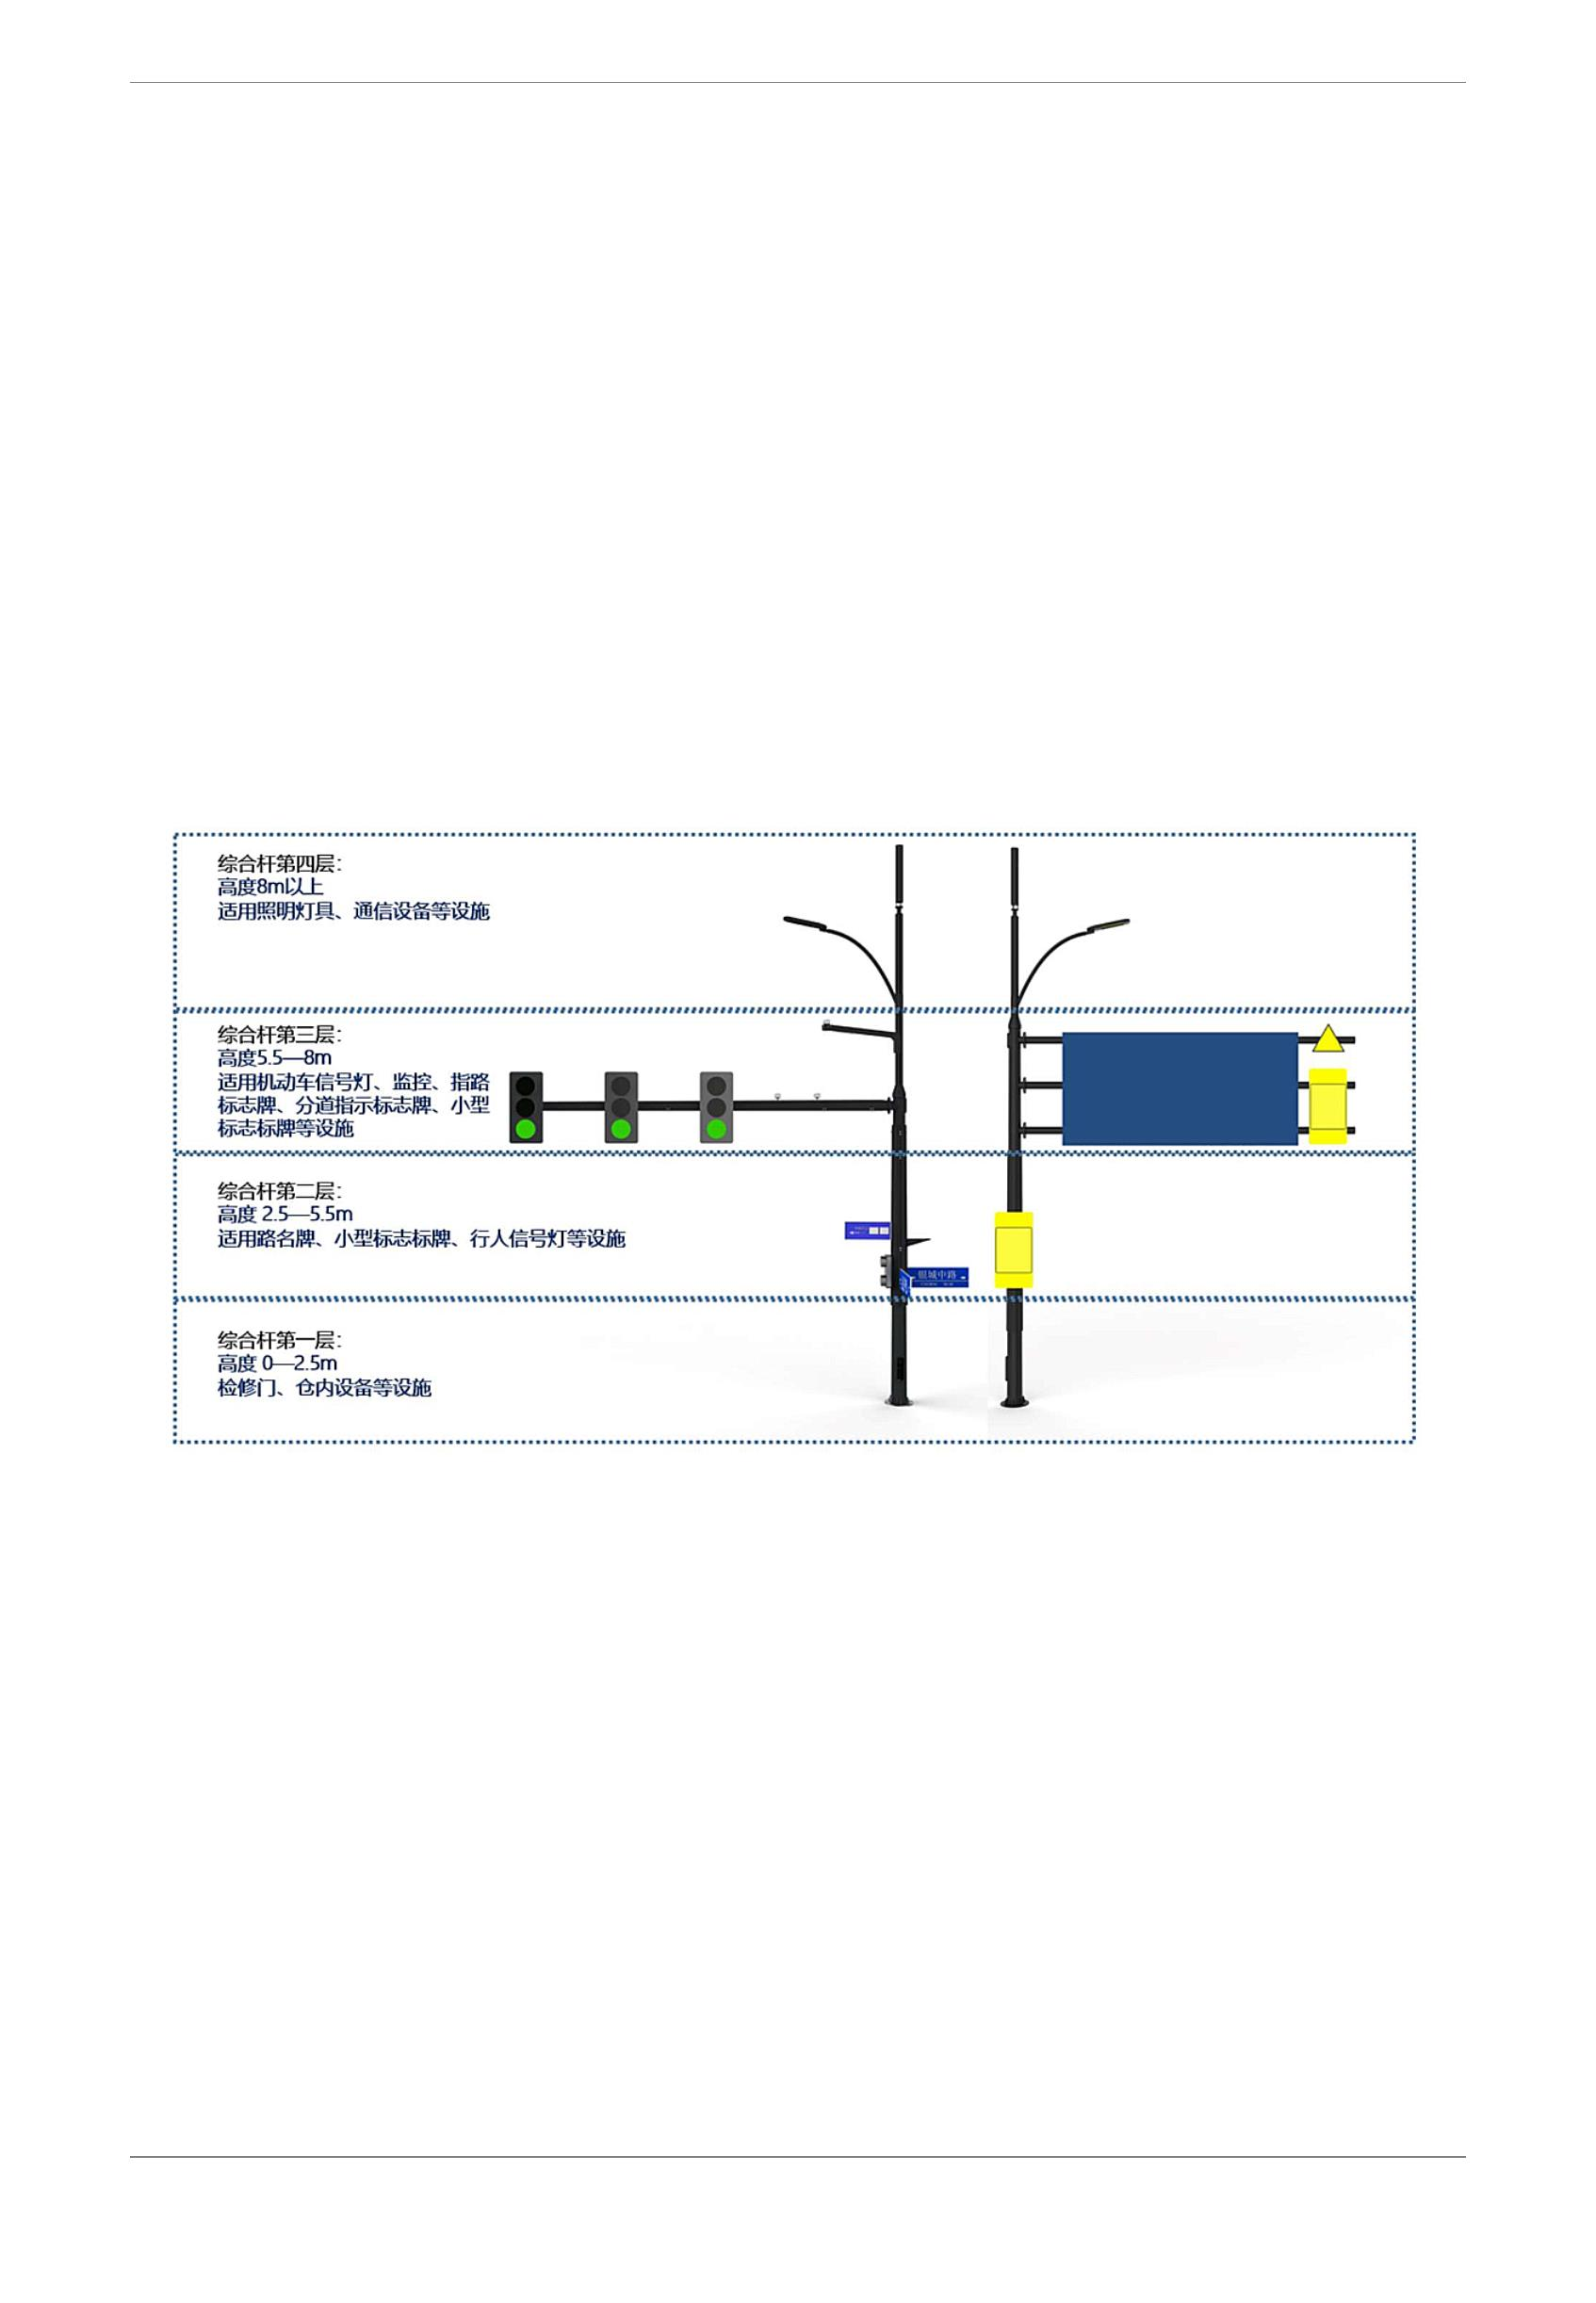 综合杆第四层：
高度8m以上
适用照明灯具、通信设备等设施
综合杆第三层：
高度5.5—8m
适用机动车信号灯、监控、指路
标志牌、分道指示标志牌、小型
标志标牌等设施
综合杆第二层：
高度 2.5—5.5m
适用路名牌、小型标志标牌、行人信号灯等设施
银城中路
综合杆第一层：
高度 0—2.5m
检修门、仓内设备等设施